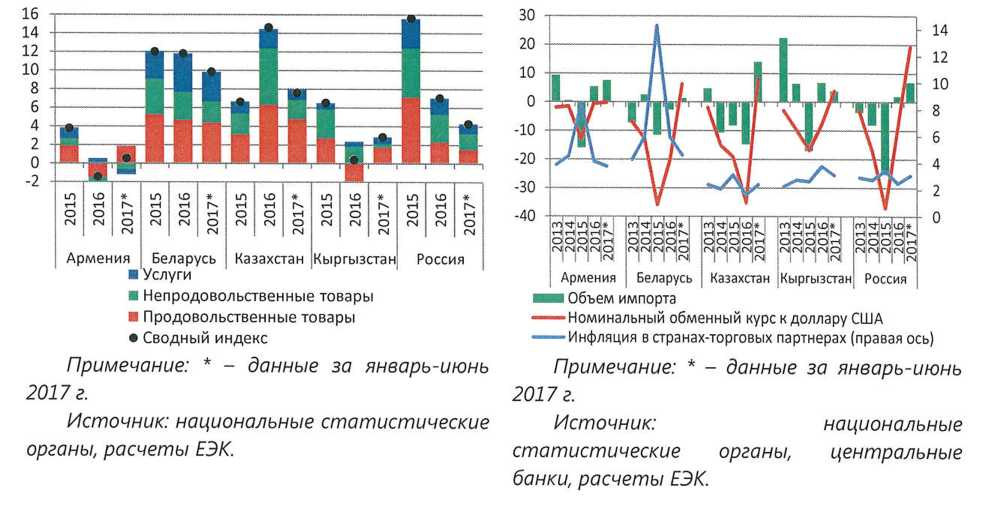 16
14
12
10
8
6
4
2
0
-2
2015
2016
2017*
2015
2016
2017*
2015
2016
2017*
2015
2016
2017*
2015
2016
2017*
Армения
Беларусь
Казахстан
Кыргызстан
Россия
Услуги
Непродовольственные товары
Продовольственные товары
Сводный индекс
Примечание: * – данные за январь-июнь
2017 г.
Источник: национальные статистические
органы, расчеты ЕЭК.
30
20
10
0
-10
-20
-30
-40
14
12
10
8
6
4
2
0
2013
2014
2015
2016
2017*
2013
2014
2015
2016
2017*
2013
2014
2015
2016
2017*
2013
2014
2015
2016
2017*
2013
2014
2015
2016
2017*
Армения
Беларусь
Казахстан
Кыргызстан
Россия
Объем импорта
Номинальный обменный курс к доллару США
Инфляция в странах-торговых партнерах (правая ось)
Примечание: * – данные за январь-июнь
2017 г.
Источник: национальные
статистические органы, центральные
банки, расчеты ЕЭК.